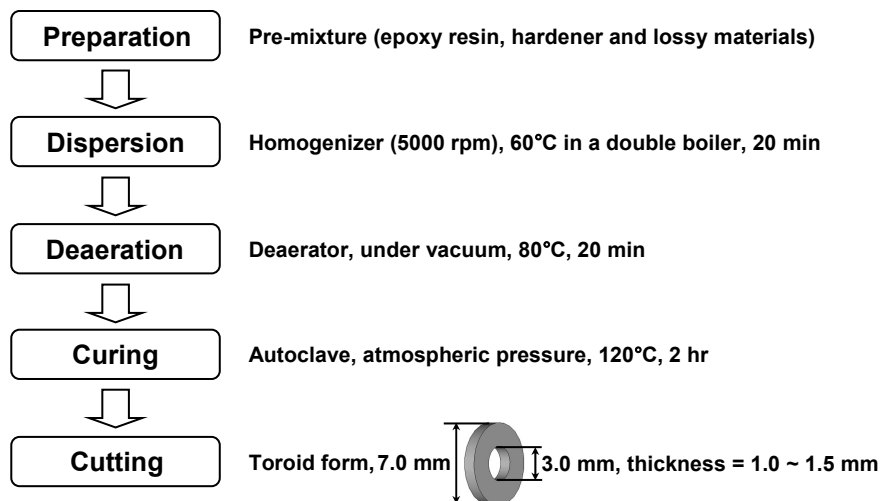 Preparation Pre-mixture (epoxy resin, hardener and lossy materials)
Dispersion Homogenizer (5000 rpm), 60°C in a double boiler, 20 min
Deaeration Deaerator, under vacuum, 80°C, 20 min
Curing Autoclave, atmospheric pressure, 120°C, 2 hr
Cutting Toroid form, 7.0 mm 3.0 mm, thickness = 1.0 ~ 1.5 mm